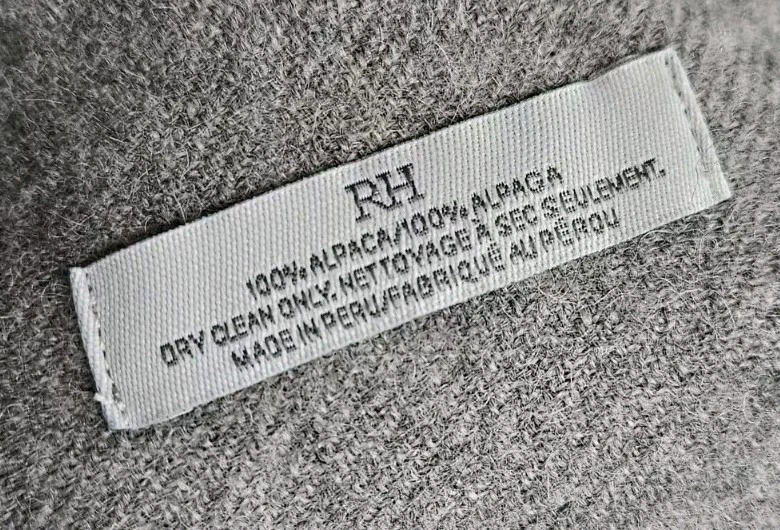 RH
100% ALPACA/100% ALPAGA
DRY CLEAN ONLY. NETTOYAGE À SEC SEULEMENT.
MADE IN PERU/FABRIQUÉ AU PÉROU